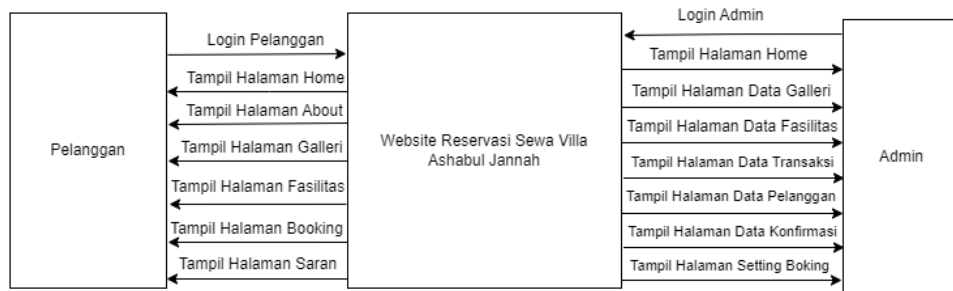 Pelanggan
Login Pelanggan
Tampil Halaman Home
Tampil Halaman About
Tampil Halaman Galleri
Tampil Halaman Fasilitas
Tampil Halaman Booking
Tampil Halaman Saran
Website Reservasi Sewa Villa
Ashabul Jannah
Login Admin
Tampil Halaman Home
Tampil Halaman Data Galleri
Tampil Halaman Data Fasilitas
Tampil Halaman Data Transaksi
Tampil Halaman Data Pelanggan
Tampil Halaman Data Konfirmasi
Tampil Halaman Setting Boking
Admin